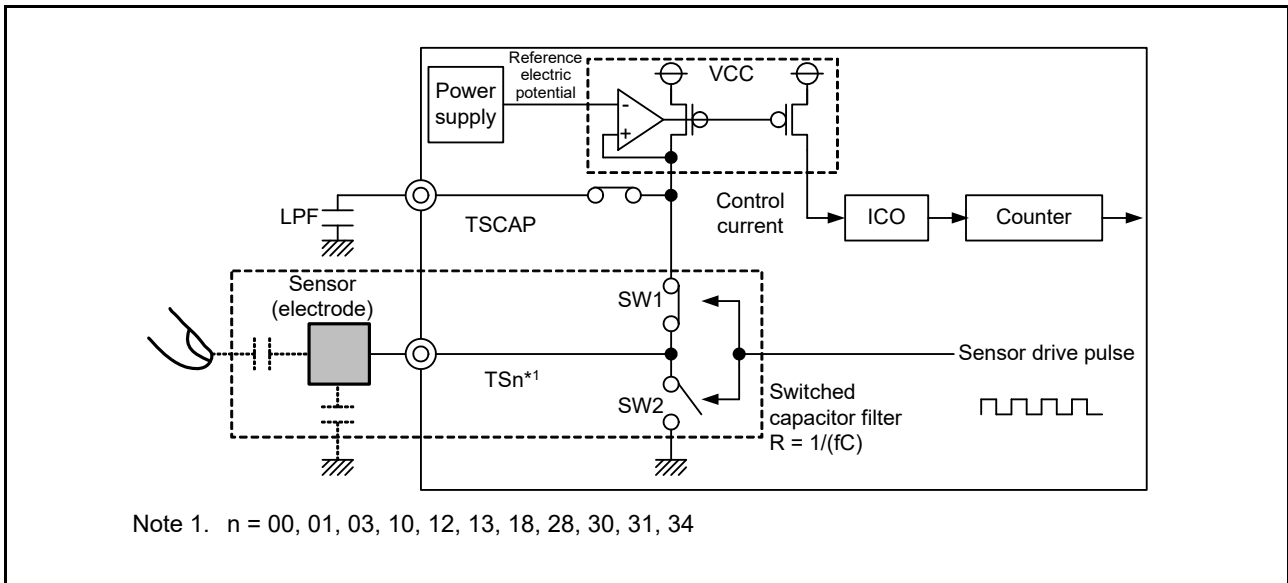 Reference
electric
potential
VCC
Power
supply
-
+
LPF
TSCAP
Control
current
ICO
Counter
Sensor
(electrode)
SW1
TSn*1
SW2
Sensor drive pulse
Switched
capacitor filter
R = 1/(fC)
Note 1. n = 00, 01, 03, 10, 12, 13, 18, 28, 30, 31, 34